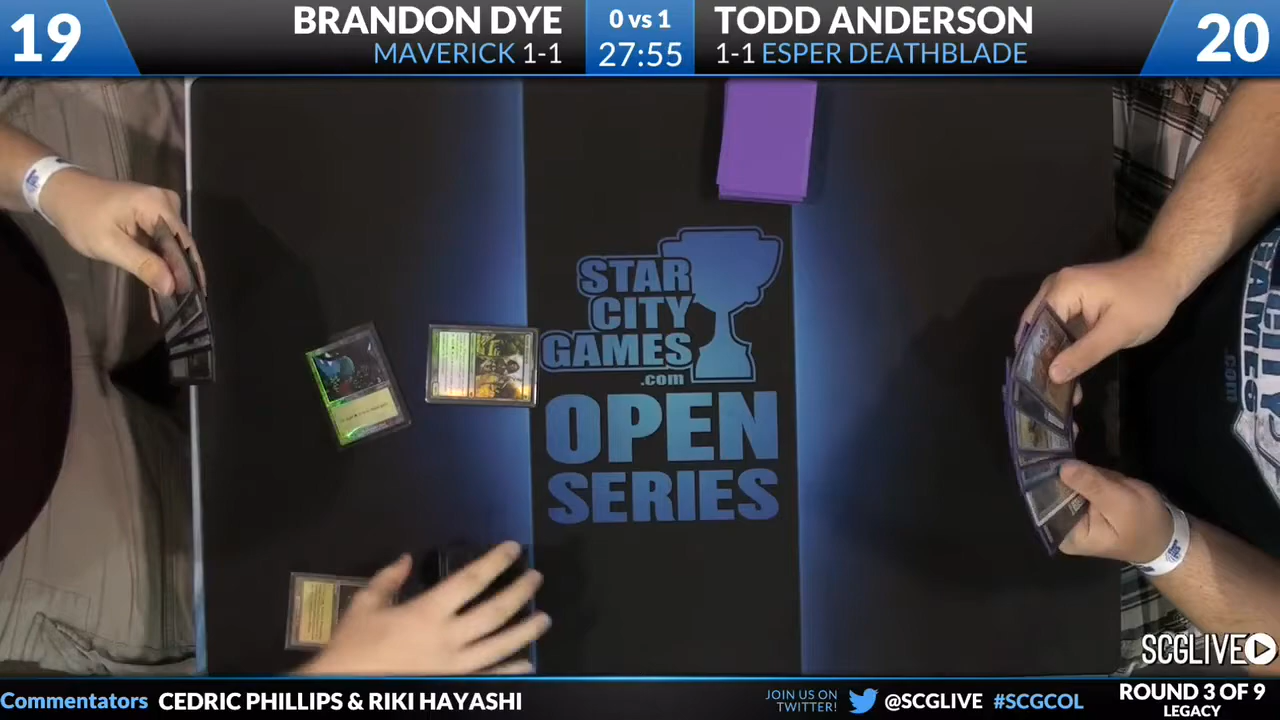 19
BRANDON DYE
MAVERICK 1-1
0 vs 1
27:55
TODD ANDERSON
1-1 ESPER DEATHBLADE
20
STAR
CITY
GAMES
.com
OPEN
SERIES
SCGLIVE
Commentators CEDRIC PHILLIPS & RIKI HAYASHI
JOIN US ON
TWITTER!
@SCGLIVE #SCGCOL
ROUND 3 OF 9
LEGACY